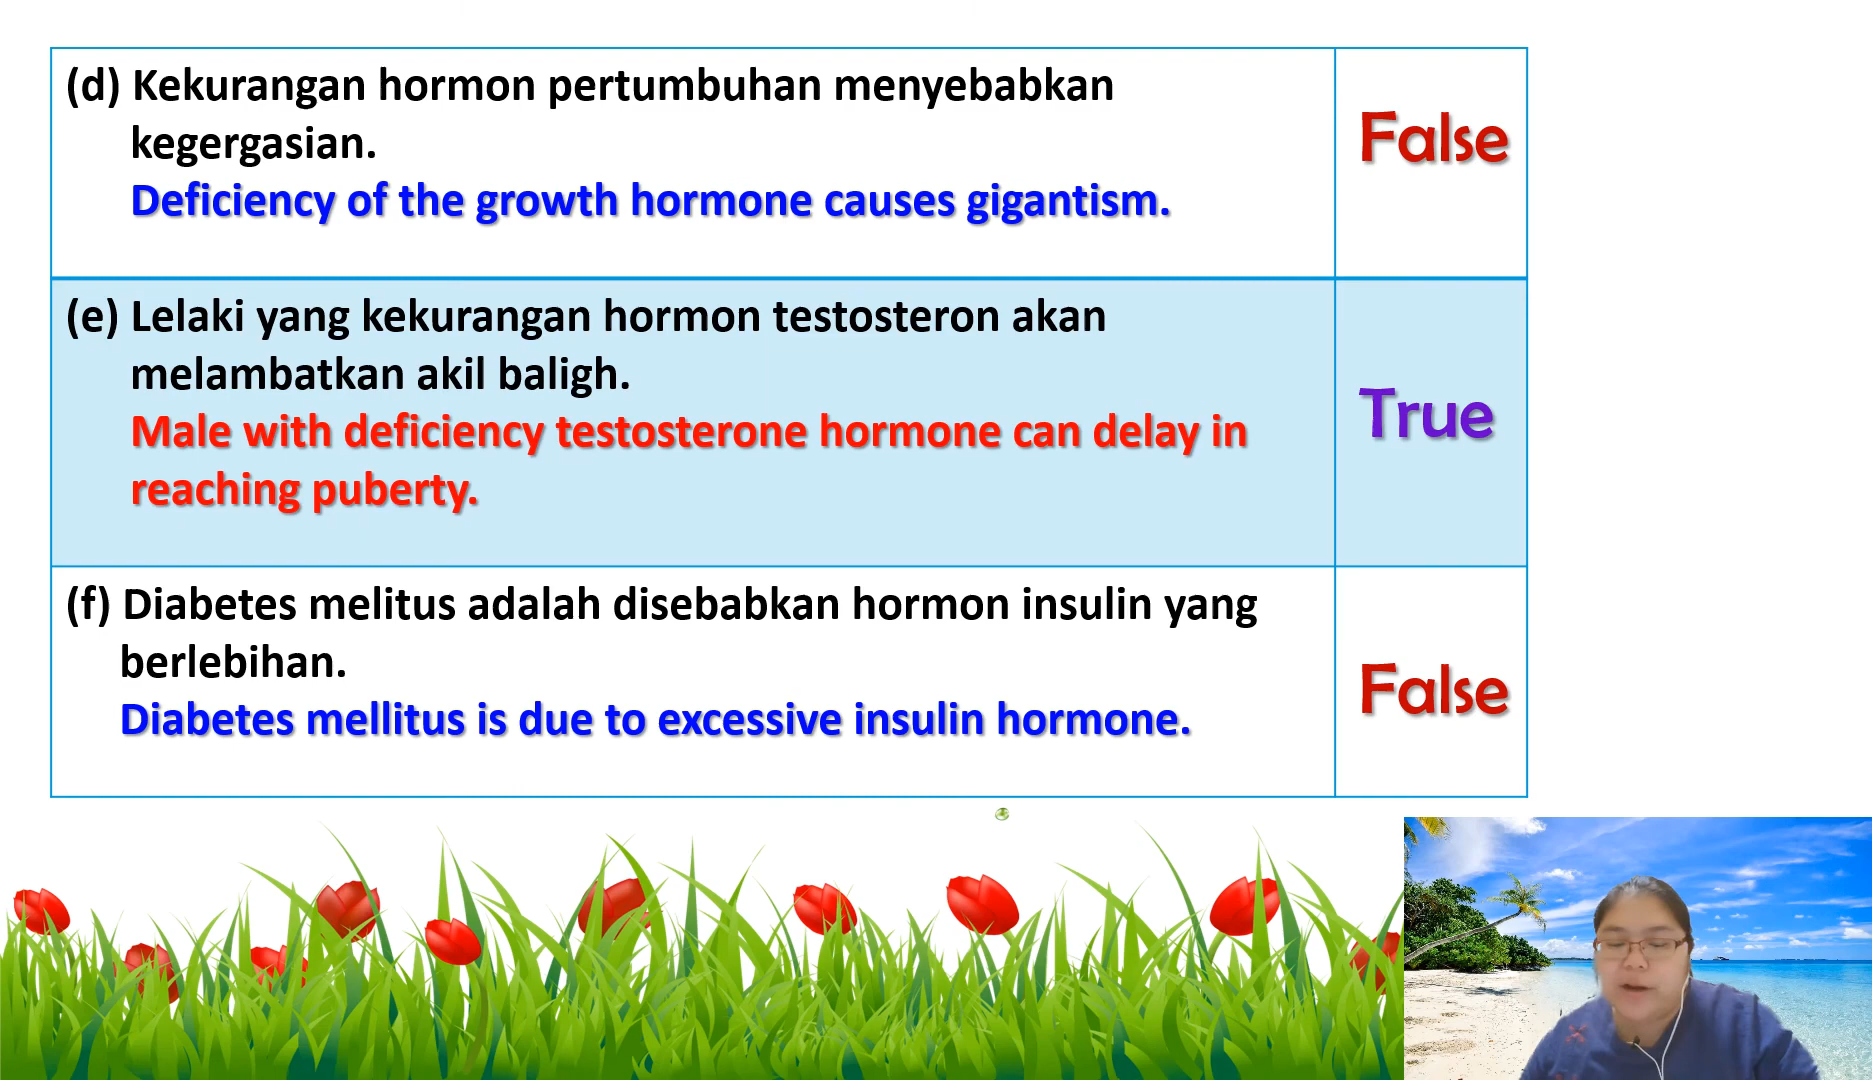 (d) Kekurangan hormon pertumbuhan menyebabkan
kegergasian.
Deficiency of the growth hormone causes gigantism.
False
(e) Lelaki yang kekurangan hormon testosteron akan
melambatkan akil baligh.
Male with deficiency testosterone hormone can delay in
reaching puberty.
True
(f) Diabetes melitus adalah disebabkan hormon insulin yang
berlebihan.
Diabetes mellitus is due to excessive insulin hormone.
False